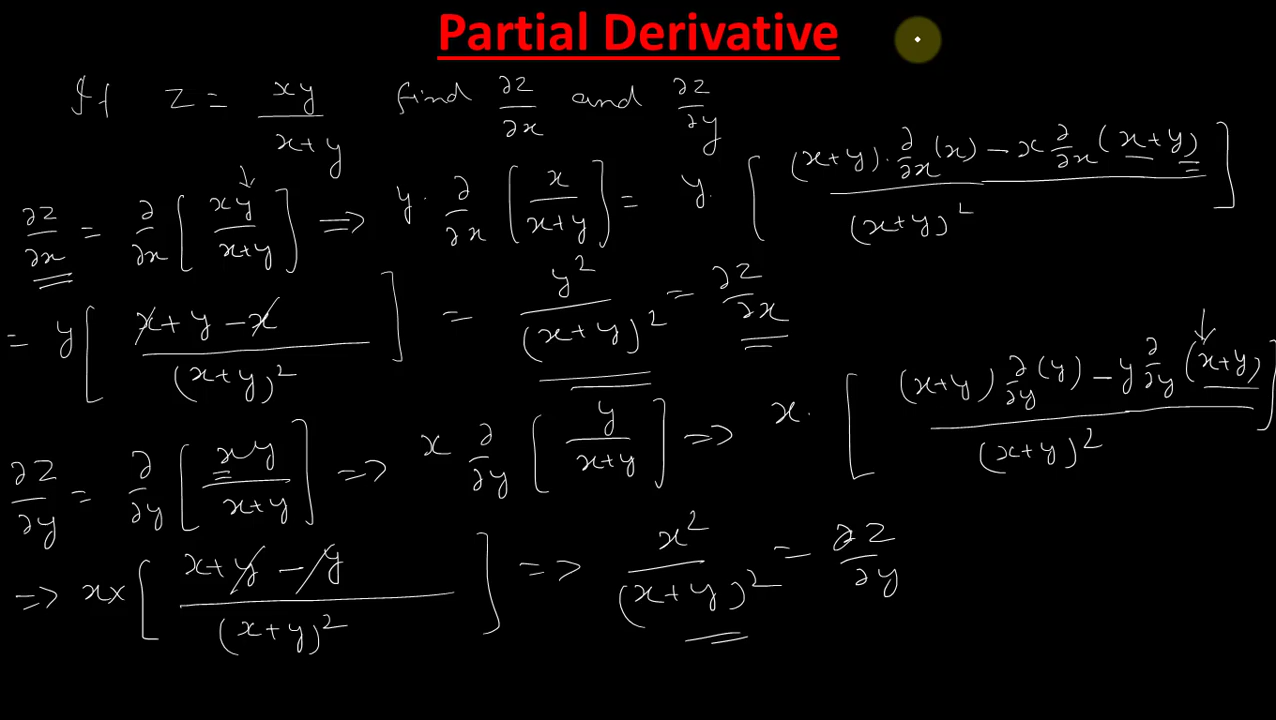 Partial Derivative
If z = xy/(x+y) find ∂z/∂x and ∂z/∂y
∂z/∂x = ∂/∂x [xy/(x+y)] ⇒ y · ∂/∂x [x/(x+y)] = y · [((x+y) · ∂/∂x (x) − x ∂/∂x (x+y))/(x+y)²]
= y [(x+y−x)/(x+y)²] = y²/(x+y)² = ∂z/∂x
∂z/∂y = ∂/∂y [xy/(x+y)] ⇒ x ∂/∂y [y/(x+y)] ⇒ x · [((x+y) ∂/∂y (y) − y ∂/∂y (x+y))/(x+y)²]
⇒ x × [(x+y−y)/(x+y)²] ⇒ x²/(x+y)² = ∂z/∂y